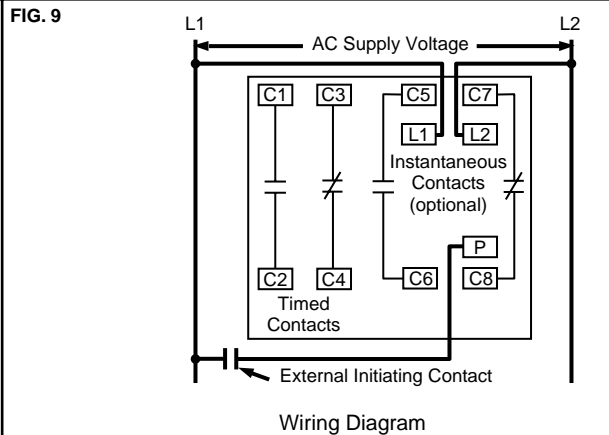 FIG. 9
L1 L2
AC Supply Voltage
C1 C3 C5 C7
L1 L2
Instantaneous
Contacts
(optional)
P
C2 C4 C6 C8
Timed
Contacts
External Initiating Contact
Wiring Diagram